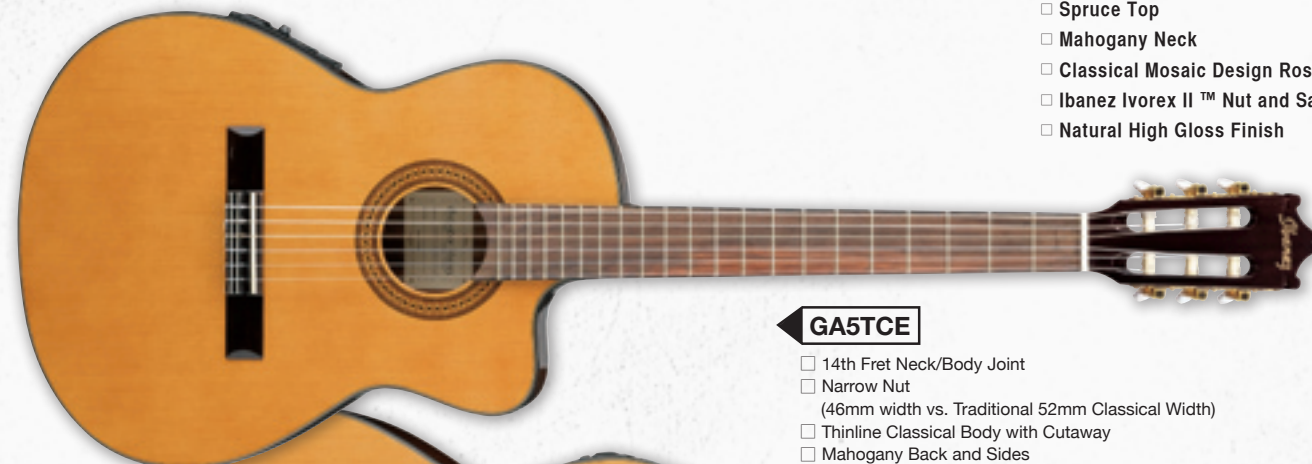 ☐ Spruce Top
☐ Mahogany Neck
☐ Classical Mosaic Design Ros
☐ Ibanez Ivorex II ™ Nut and Sa
☐ Natural High Gloss Finish
Ibanez
GA5TCE
☐ 14th Fret Neck/Body Joint
☐ Narrow Nut
(46mm width vs. Traditional 52mm Classical Width)
☐ Thinline Classical Body with Cutaway
☐ Mahogany Back and Sides